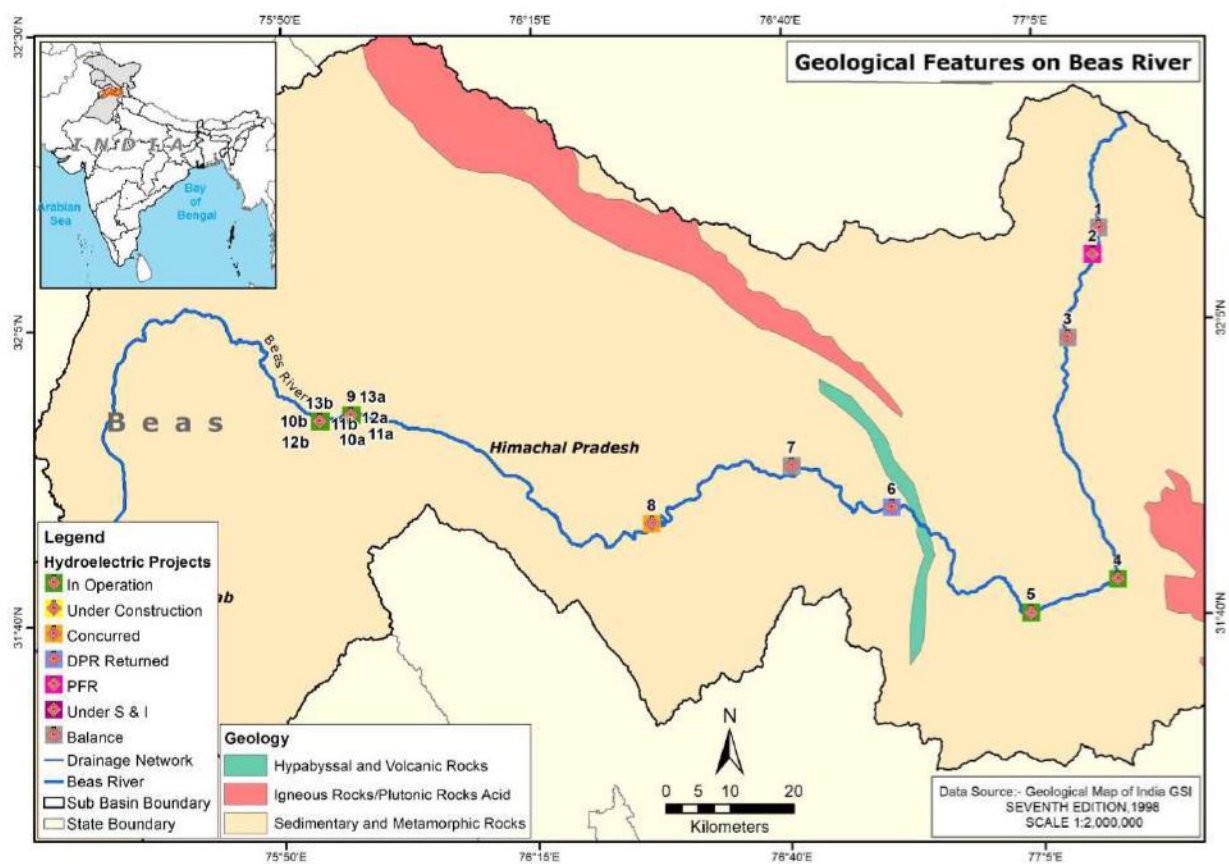 75°50'E
76°15'E
76°40'E
77°5'E
32°30'N
Geological Features on Beas River
INDIA
Arabian
Sea
Bay
of
Bengal
32°5'N
32°5'N
1
2
3
Beas River
Beas
13b
9 13a
10b
11b
12a
12b
10a
11a
Himachal Pradesh
7
6
8
4
5
31°40'N
31°40'N
Legend
Hydroelectric Projects
In Operation
Under Construction
ab
Concurred
DPR Returned
PFR
Under S & I
Balance
Drainage Network
Beas River
Sub Basin Boundary
State Boundary
Geology
Hypabyssal and Volcanic Rocks
Igneous Rocks/Plutonic Rocks Acid
Sedimentary and Metamorphic Rocks
N
0 5 10 20
Kilometers
Data Source:- Geological Map of India GSI
SEVENTH EDITION,1998
SCALE 1:2,000,000
75°50'E
76°15'E
76°40'E
77°5'E